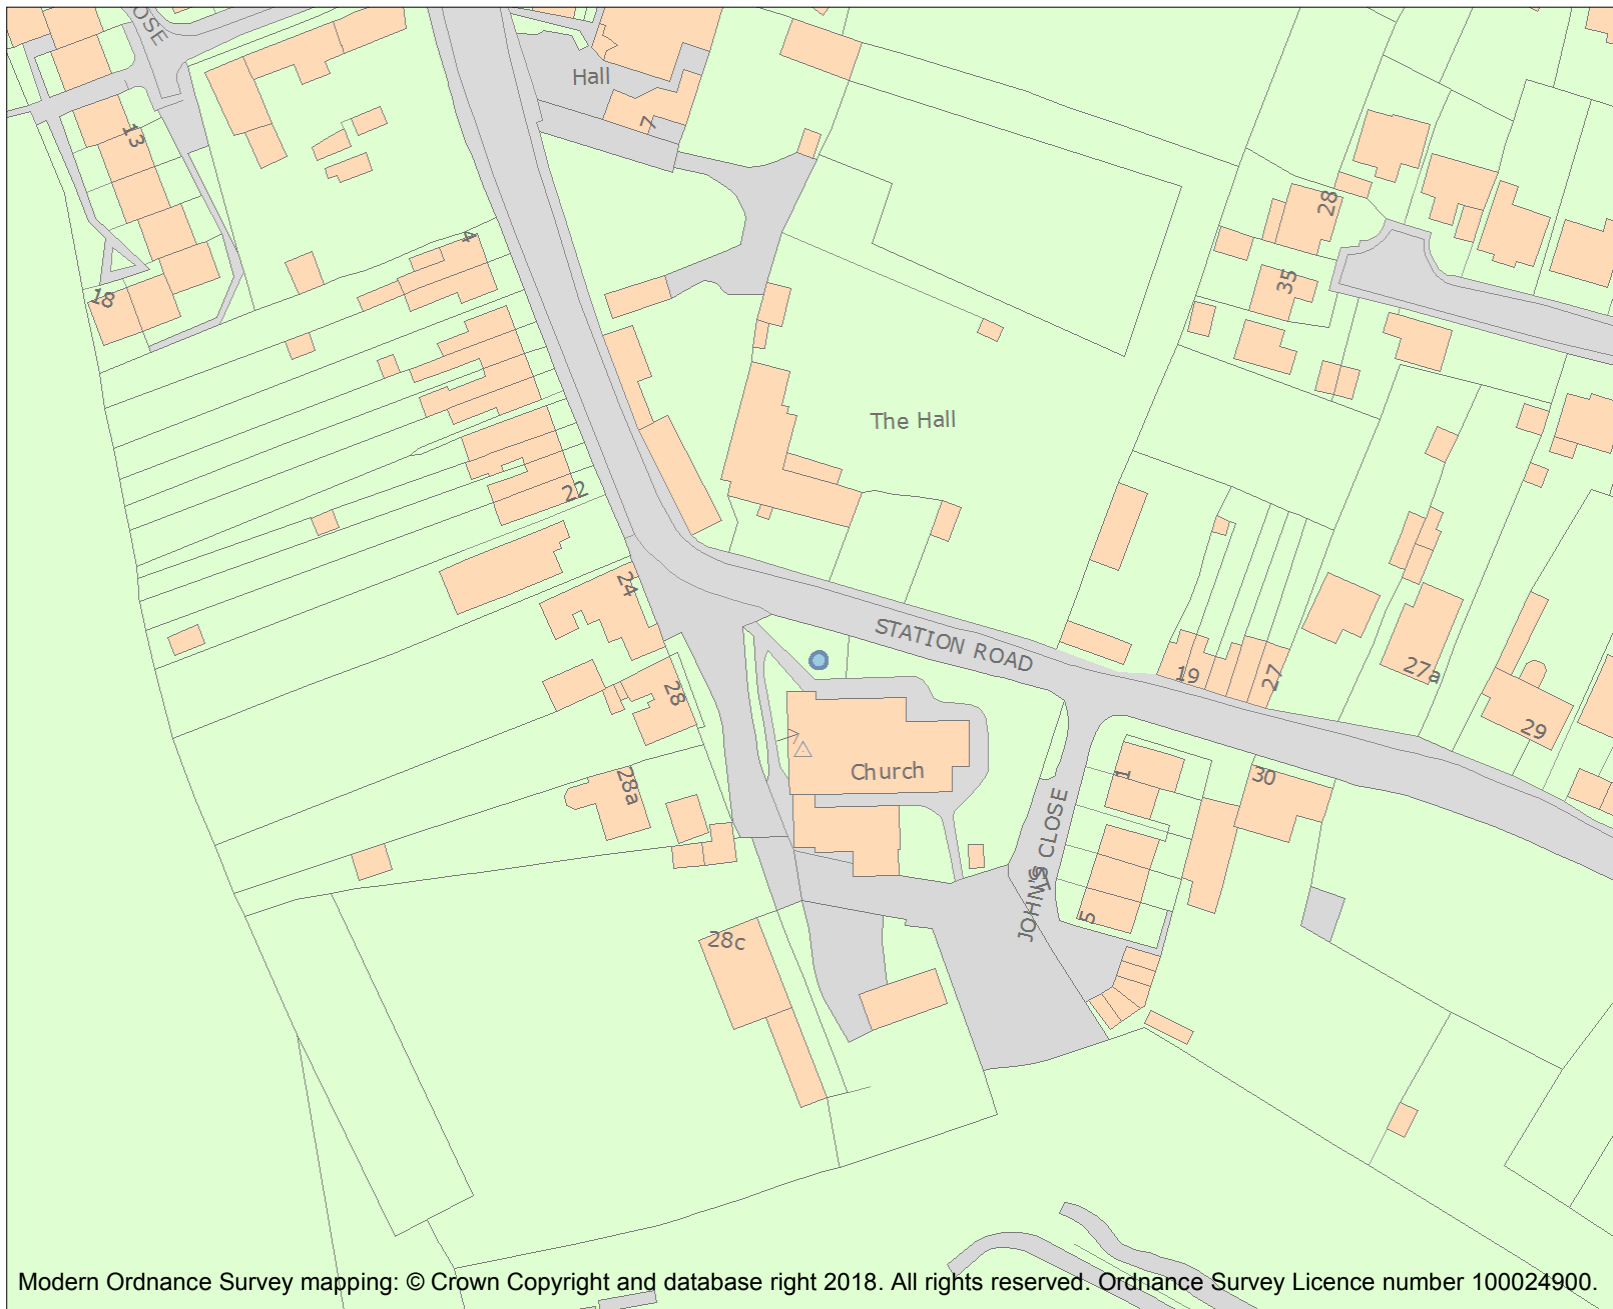 OSE
Hall
7
13
4
18
28
35
The Hall
22
24
STATION ROAD
19
27
27a
28
29
Church
28a
1
30
JOHN'S CLOSE
5
28c
Modern Ordnance Survey mapping: © Crown Copyright and database right 2018. All rights reserved. Ordnance Survey Licence number 100024900.